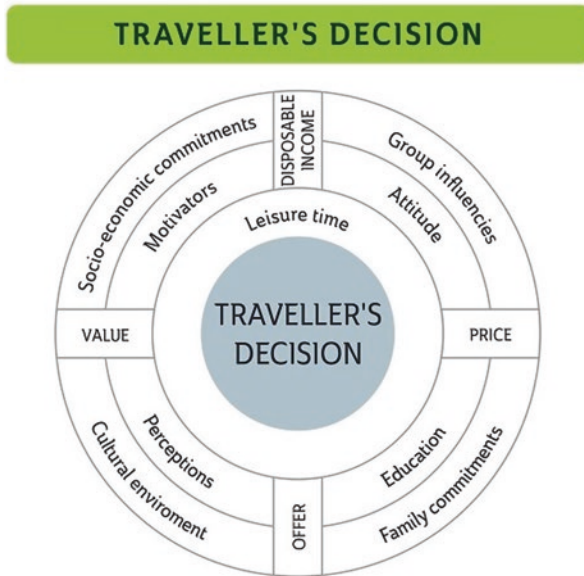 TRAVELLER'S DECISION
Socio-economic commitments
DISPOSABLE
INCOME
Group influencies
Motivators
Attitude
Leisure time
VALUE
TRAVELLER'S
DECISION
PRICE
Perceptions
Education
Cultural enviroment
OFFER
Family commitments